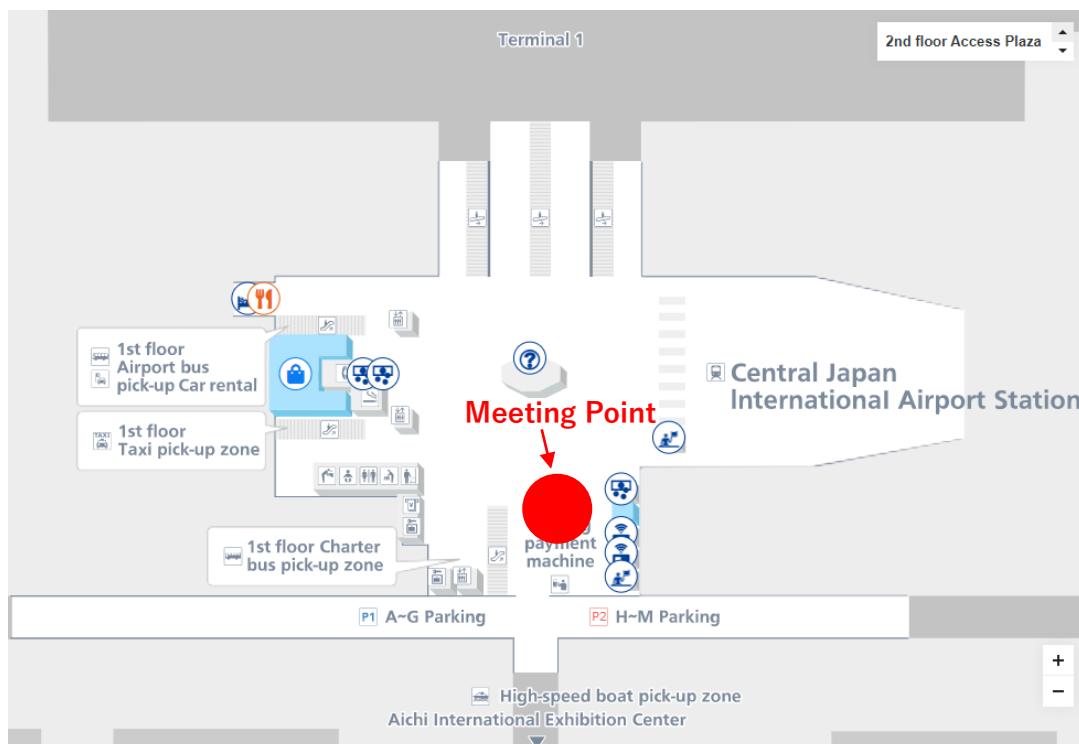 Terminal 1
2nd floor Access Plaza
1st floor
Airport bus
pick-up Car rental
1st floor
Taxi pick-up zone
TAXI
?
Central Japan
International Airport Station
Meeting Point
payment
machine
1st floor Charter
bus pick-up zone
P1 A~G Parking
P2 H~M Parking
High-speed boat pick-up zone
Aichi International Exhibition Center
+
−